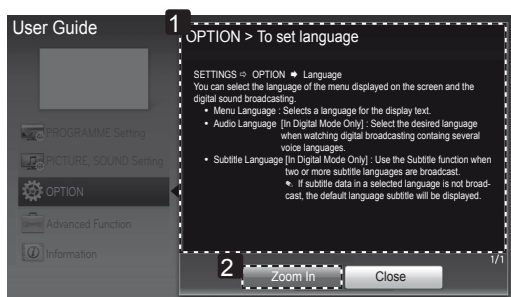 User Guide
1
OPTION > To set language
SETTINGS ⇨ OPTION ➡ Language
You can select the language of the menu displayed on the screen and the
digital sound broadcasting.
• Menu Language : Selects a language for the display text.
• Audio Language [In Digital Mode Only] : Select the desired language
when watching digital broadcasting containg several
voice languages.
• Subtitle Language [In Digital Mode Only] : Use the Subtitle function when
two or more subtitle languages are broadcast.
If subtitle data in a selected language is not broad-
cast, the default language subtitle will be displayed.
PROGRAMME Setting
PICTURE, SOUND Setting
OPTION
Advanced Function
Information
1/1
2
Zoom In
Close